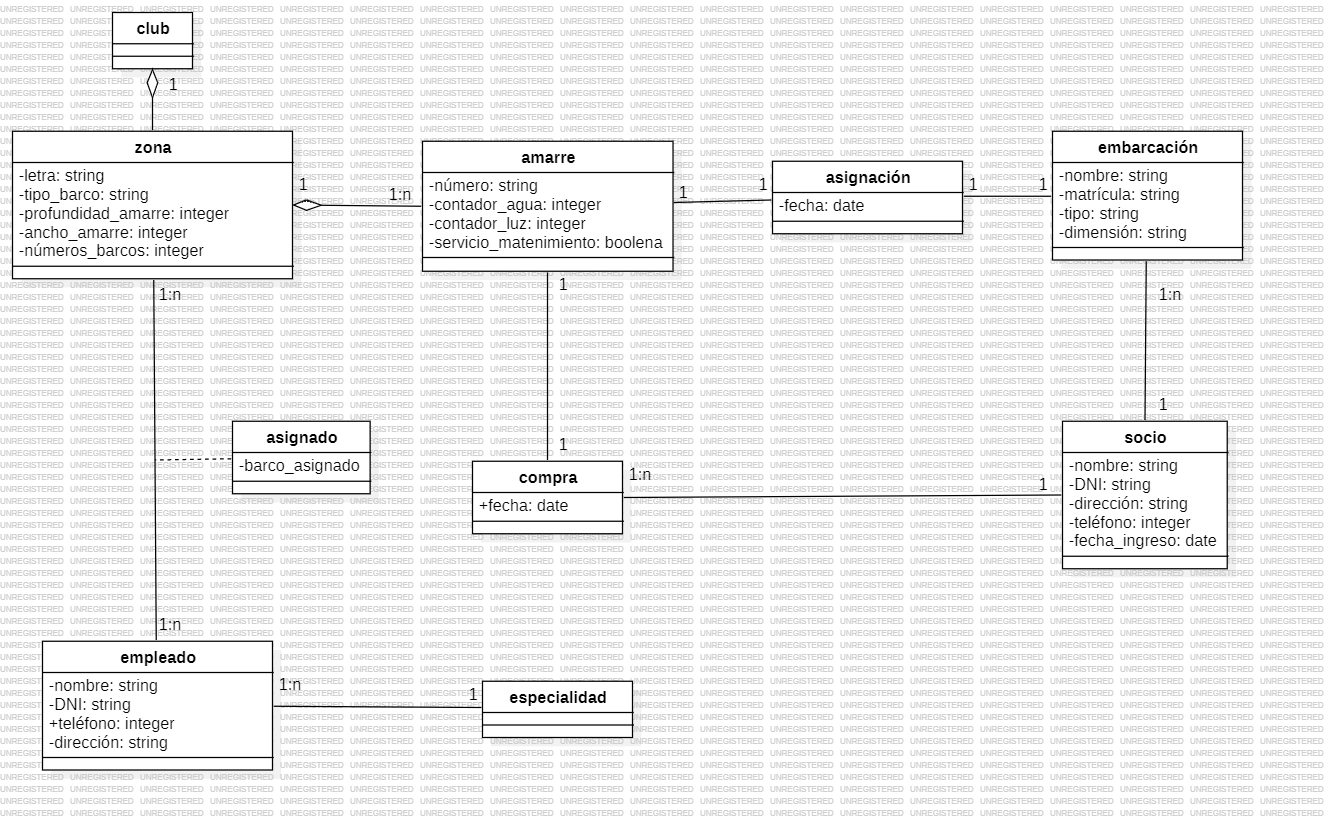 club
1
zona
-letra: string
-tipo_barco: string
-profundidad_amarre: integer
-ancho_amarre: integer
-números_barcos: integer
1
1:n
amarre
-número: string
-contador_agua: integer
-contador_luz: integer
-servicio_matenimiento: boolena
1
1
asignación
-fecha: date
1
1
embarcación
-nombre: string
-matrícula: string
-tipo: string
-dimensión: string
1:n
1
1:n
1
asignado
-barco_asignado
1
compra
+fecha: date
1:n
1
socio
-nombre: string
-DNI: string
-dirección: string
-teléfono: integer
-fecha_ingreso: date
1:n
empleado
-nombre: string
-DNI: string
+teléfono: integer
-dirección: string
1:n
1
especialidad
UNREGISTERED